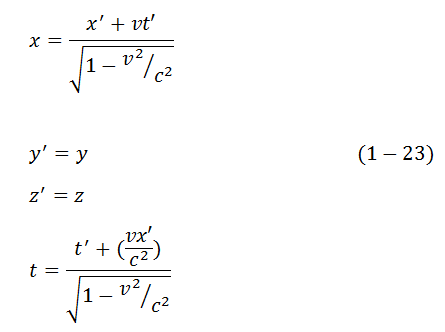 x = (x′ + vt′) / √(1 − v²/c²)
y′ = y (1 − 23)
z′ = z
t = (t′ + (vx′/c²)) / √(1 − v²/c²)